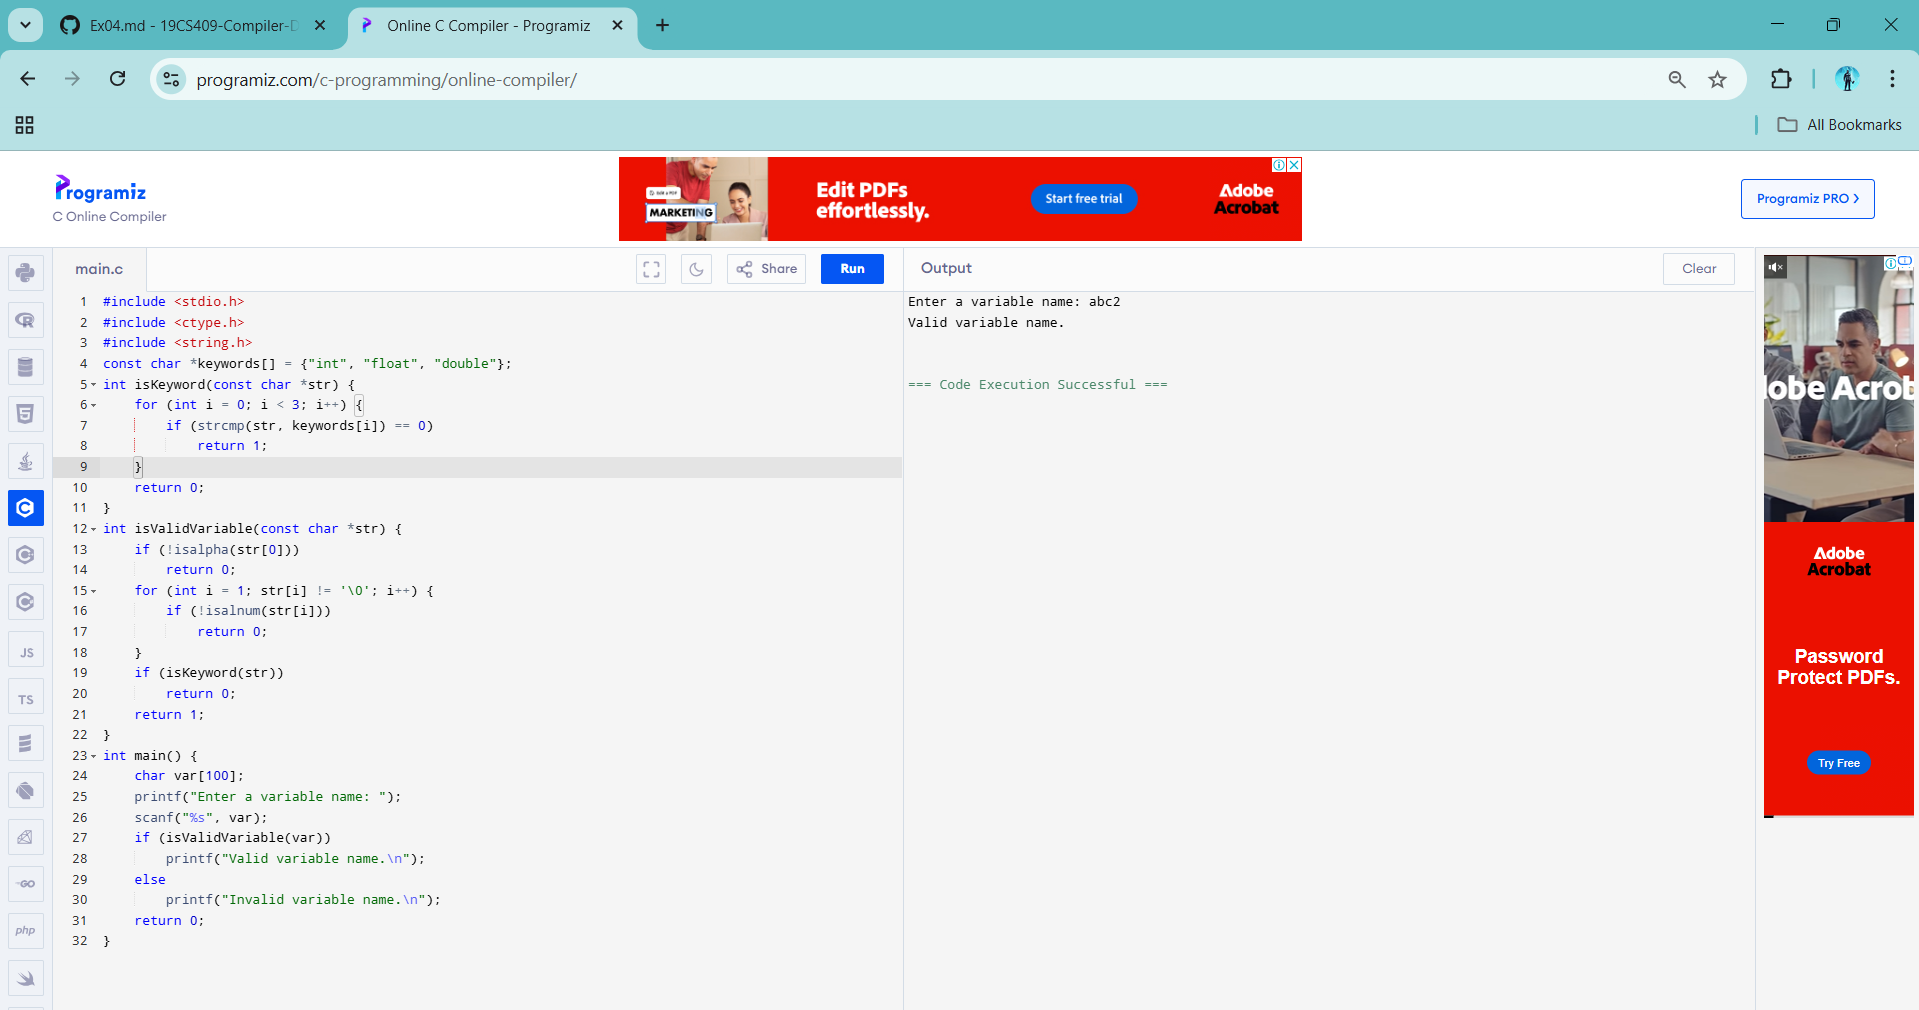 Ex04.md - 19CS409-Compiler-D
Online C Compiler - Programiz
programiz.com/c-programming/online-compiler/
All Bookmarks
Programiz
C Online Compiler
MARKETING
Edit PDFs
effortlessly.
Start free trial
Adobe
Acrobat
Programiz PRO >
main.c
Share
Run
Output
Clear
1 #include <stdio.h>
2 #include <ctype.h>
3 #include <string.h>
4 const char *keywords[] = {"int", "float", "double"};
5 int isKeyword(const char *str) {
6     for (int i = 0; i < 3; i++) {
7         if (strcmp(str, keywords[i]) == 0)
8             return 1;
9     }
10     return 0;
11 }
12 int isValidVariable(const char *str) {
13     if (!isalpha(str[0]))
14         return 0;
15     for (int i = 1; str[i] != '\0'; i++) {
16         if (!isalnum(str[i]))
17             return 0;
18     }
19     if (isKeyword(str))
20         return 0;
21     return 1;
22 }
23 int main() {
24     char var[100];
25     printf("Enter a variable name: ");
26     scanf("%s", var);
27     if (isValidVariable(var))
28         printf("Valid variable name.\n");
29     else
30         printf("Invalid variable name.\n");
31     return 0;
32 }
Enter a variable name: abc2
Valid variable name.
=== Code Execution Successful ===
JS
TS
GO
php
dobe Acrob
Adobe
Acrobat
Password
Protect PDFs.
Try Free